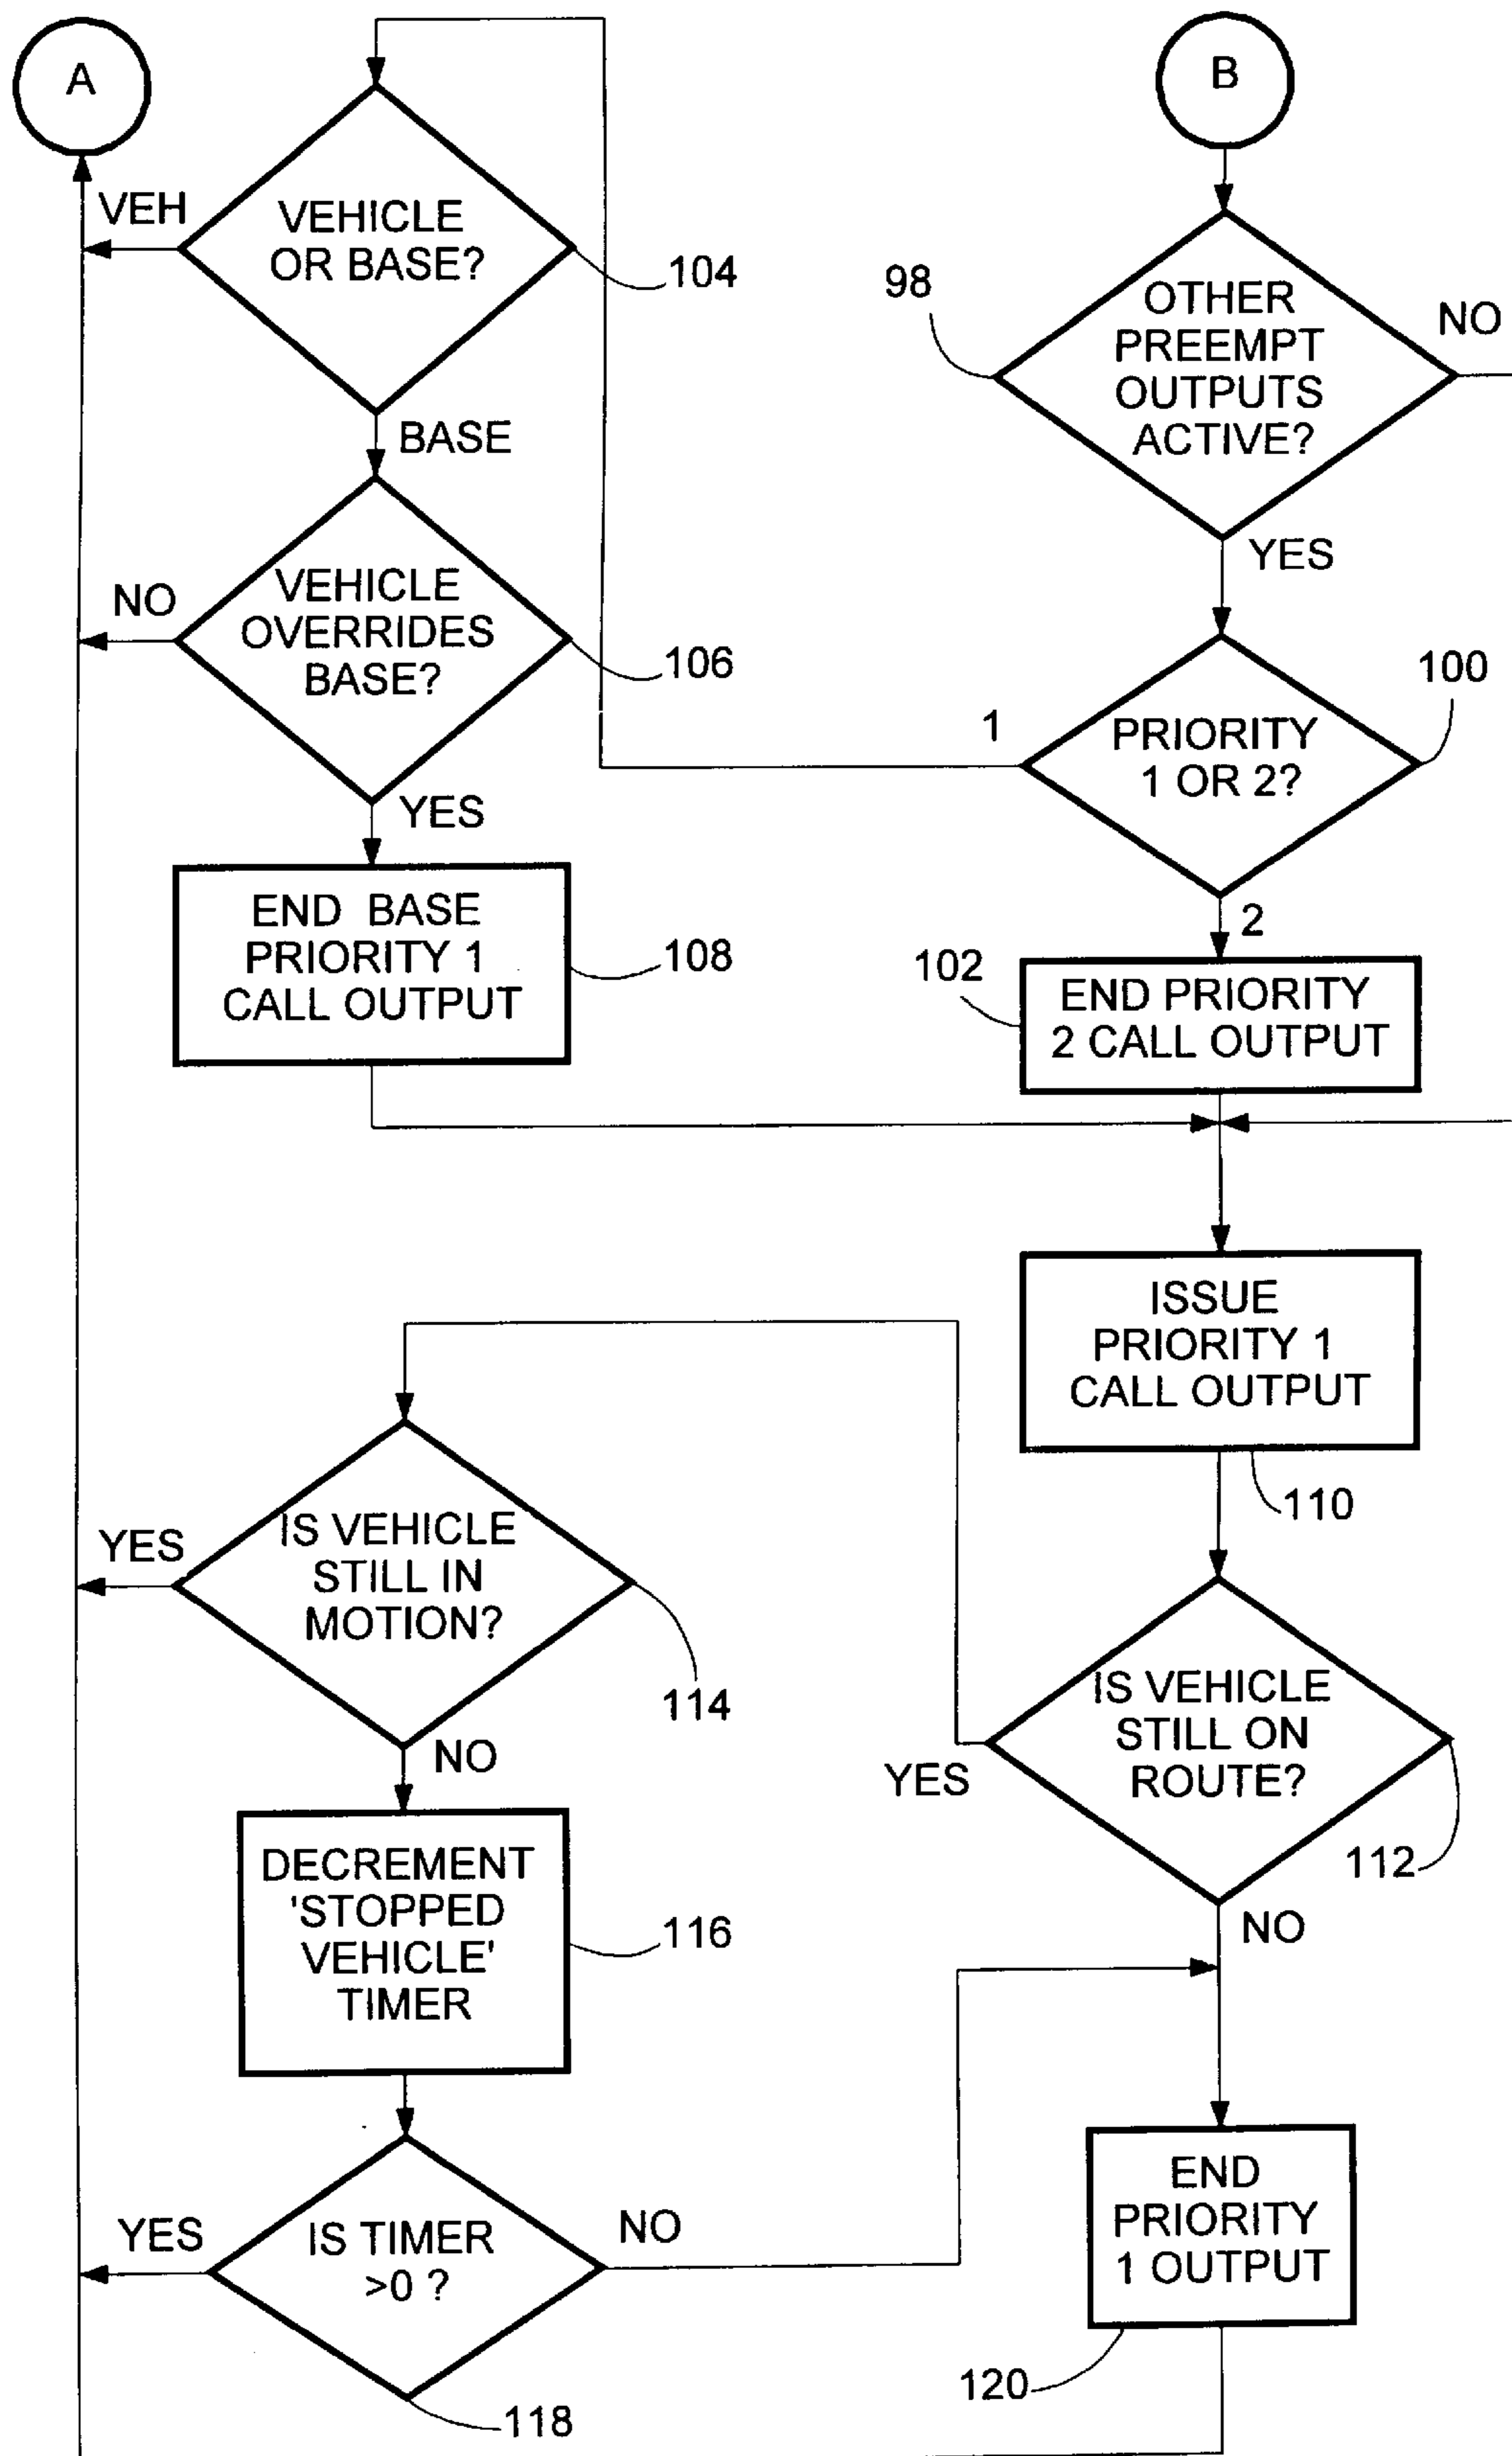 A
B
VEH
VEHICLE
OR BASE?
104
98
OTHER
PREEMPT
OUTPUTS
ACTIVE?
NO
BASE
YES
NO
VEHICLE
OVERRIDES
BASE?
106
1
PRIORITY
1 OR 2?
100
YES
2
END BASE
PRIORITY 1
CALL OUTPUT
108
102
END PRIORITY
2 CALL OUTPUT
ISSUE
PRIORITY 1
CALL OUTPUT
110
YES
IS VEHICLE
STILL IN
MOTION?
114
NO
IS VEHICLE
STILL ON
ROUTE?
YES
112
NO
DECREMENT
'STOPPED
VEHICLE'
TIMER
116
YES
IS TIMER
>0 ?
NO
118
END
PRIORITY
1 OUTPUT
120